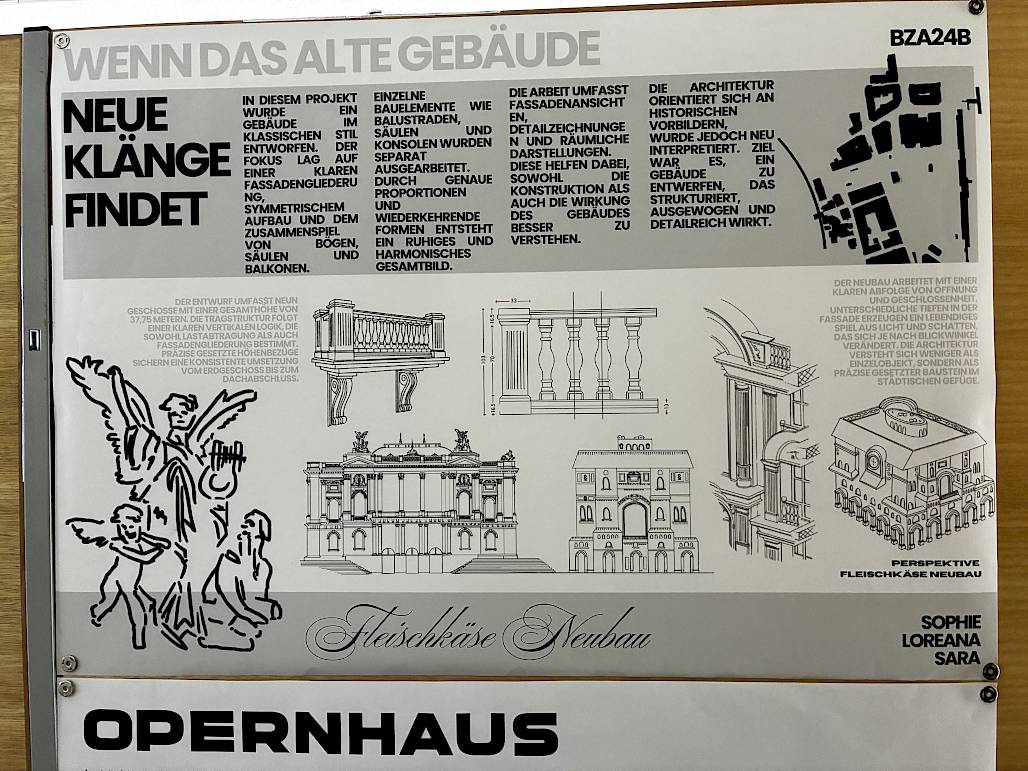 WENN DAS ALTE GEBÄUDE
BZA24B
NEUE
KLÄNGE
FINDET
IN DIESEM PROJEKT
WURDE EIN
GEBÄUDE IM
KLASSISCHEN STIL
ENTWORFEN. DER
FOKUS LAG AUF
EINER KLAREN
FASSADENGLIEDERU
NG,
SYMMETRISCHEM
AUFBAU UND DEM
ZUSAMMENSPIEL
VON BÖGEN,
SÄULEN UND
BALKONEN.
EINZELNE
BAUELEMENTE WIE
BALUSTRADEN,
SÄULEN UND
KONSOLEN WURDEN
SEPARAT
AUSGEARBEITET.
DURCH GENAUE
PROPORTIONEN
UND
WIEDERKEHRENDE
FORMEN ENTSTEHT
EIN RUHIGES UND
HARMONISCHES
GESAMTBILD.
DIE ARBEIT UMFASST
FASSADENANSICHT
EN,
DETAILZEICHNUNGE
N UND RÄUMLICHE
DARSTELLUNGEN.
DIESE HELFEN DABEI,
SOWOHL DIE
KONSTRUKTION ALS
AUCH DIE WIRKUNG
DES GEBÄUDES
BESSER ZU
VERSTEHEN.
DIE ARCHITEKTUR
ORIENTIERT SICH AN
HISTORISCHEN
VORBILDERN,
WURDE JEDOCH NEU
INTERPRETIERT. ZIEL
WAR ES, EIN
GEBÄUDE ZU
ENTWERFEN, DAS
STRUKTURIERT,
AUSGEWOGEN UND
DETAILREICH WIRKT.
DER ENTWURF UMFASST NEUN
GESCHOSSE MIT EINER GESAMTHÖHE VON
37,75 METERN. DIE TRAGSTRUKTUR FOLGT
EINER KLAREN VERTIKALEN LOGIK, DIE
SOWOHL LASTABTRAGUNG ALS AUCH
FASSADENGLIEDERUNG BESTIMMT.
PRÄZISE GESETZTE HÖHENBEZÜGE
SICHERN EINE KONSISTENTE UMSETZUNG
VOM ERDGESCHOSS BIS ZUM
DACHABSCHLUSS.
33
133
16.5
70
46.5
DER NEUBAU ARBEITET MIT EINER
KLAREN ABFOLGE VON ÖFFNUNG
UND GESCHLOSSENHEIT.
UNTERSCHIEDLICHE TIEFEN IN DER
FASSADE ERZEUGEN EIN LEBENDIGES
SPIEL AUS LICHT UND SCHATTEN,
DAS SICH JE NACH BLICKWINKEL
VERÄNDERT. DIE ARCHITEKTUR
VERSTEHT SICH WENIGER ALS
EINZELOBJEKT, SONDERN ALS
PRÄZISE GESETZTER BAUSTEIN IM
STÄDTISCHEN GEFÜGE.
PERSPEKTIVE
FLEISCHKÄSE NEUBAU
Fleischkäse Neubau
SOPHIE
LOREANA
SARA
OPERNHAUS